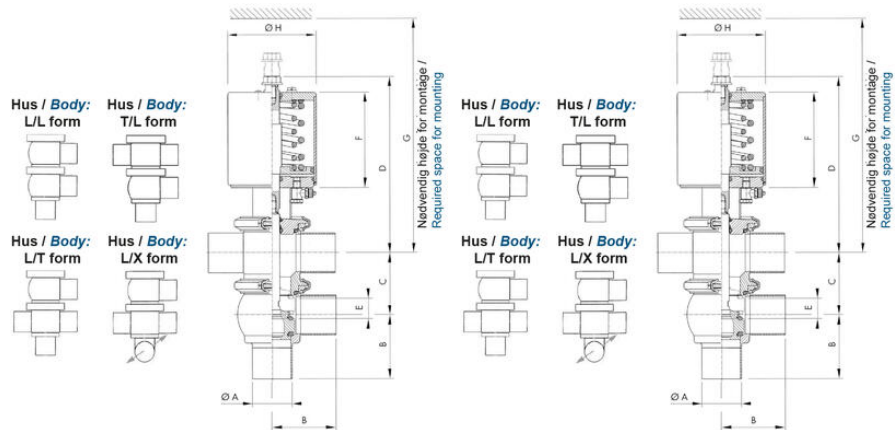 Ø H
Hus / Body:
L/L form
Hus / Body:
T/L form
Hus / Body:
L/T form
Hus / Body:
L/X form
F
D
G
Nødvendig højde for montage /
Required space for mounting
C
E
B
Ø A
B
Ø H
Hus / Body:
L/L form
Hus / Body:
T/L form
Hus / Body:
L/T form
Hus / Body:
L/X form
F
D
G
Nødvendig højde for montage /
Required space for mounting
C
E
B
Ø A
B